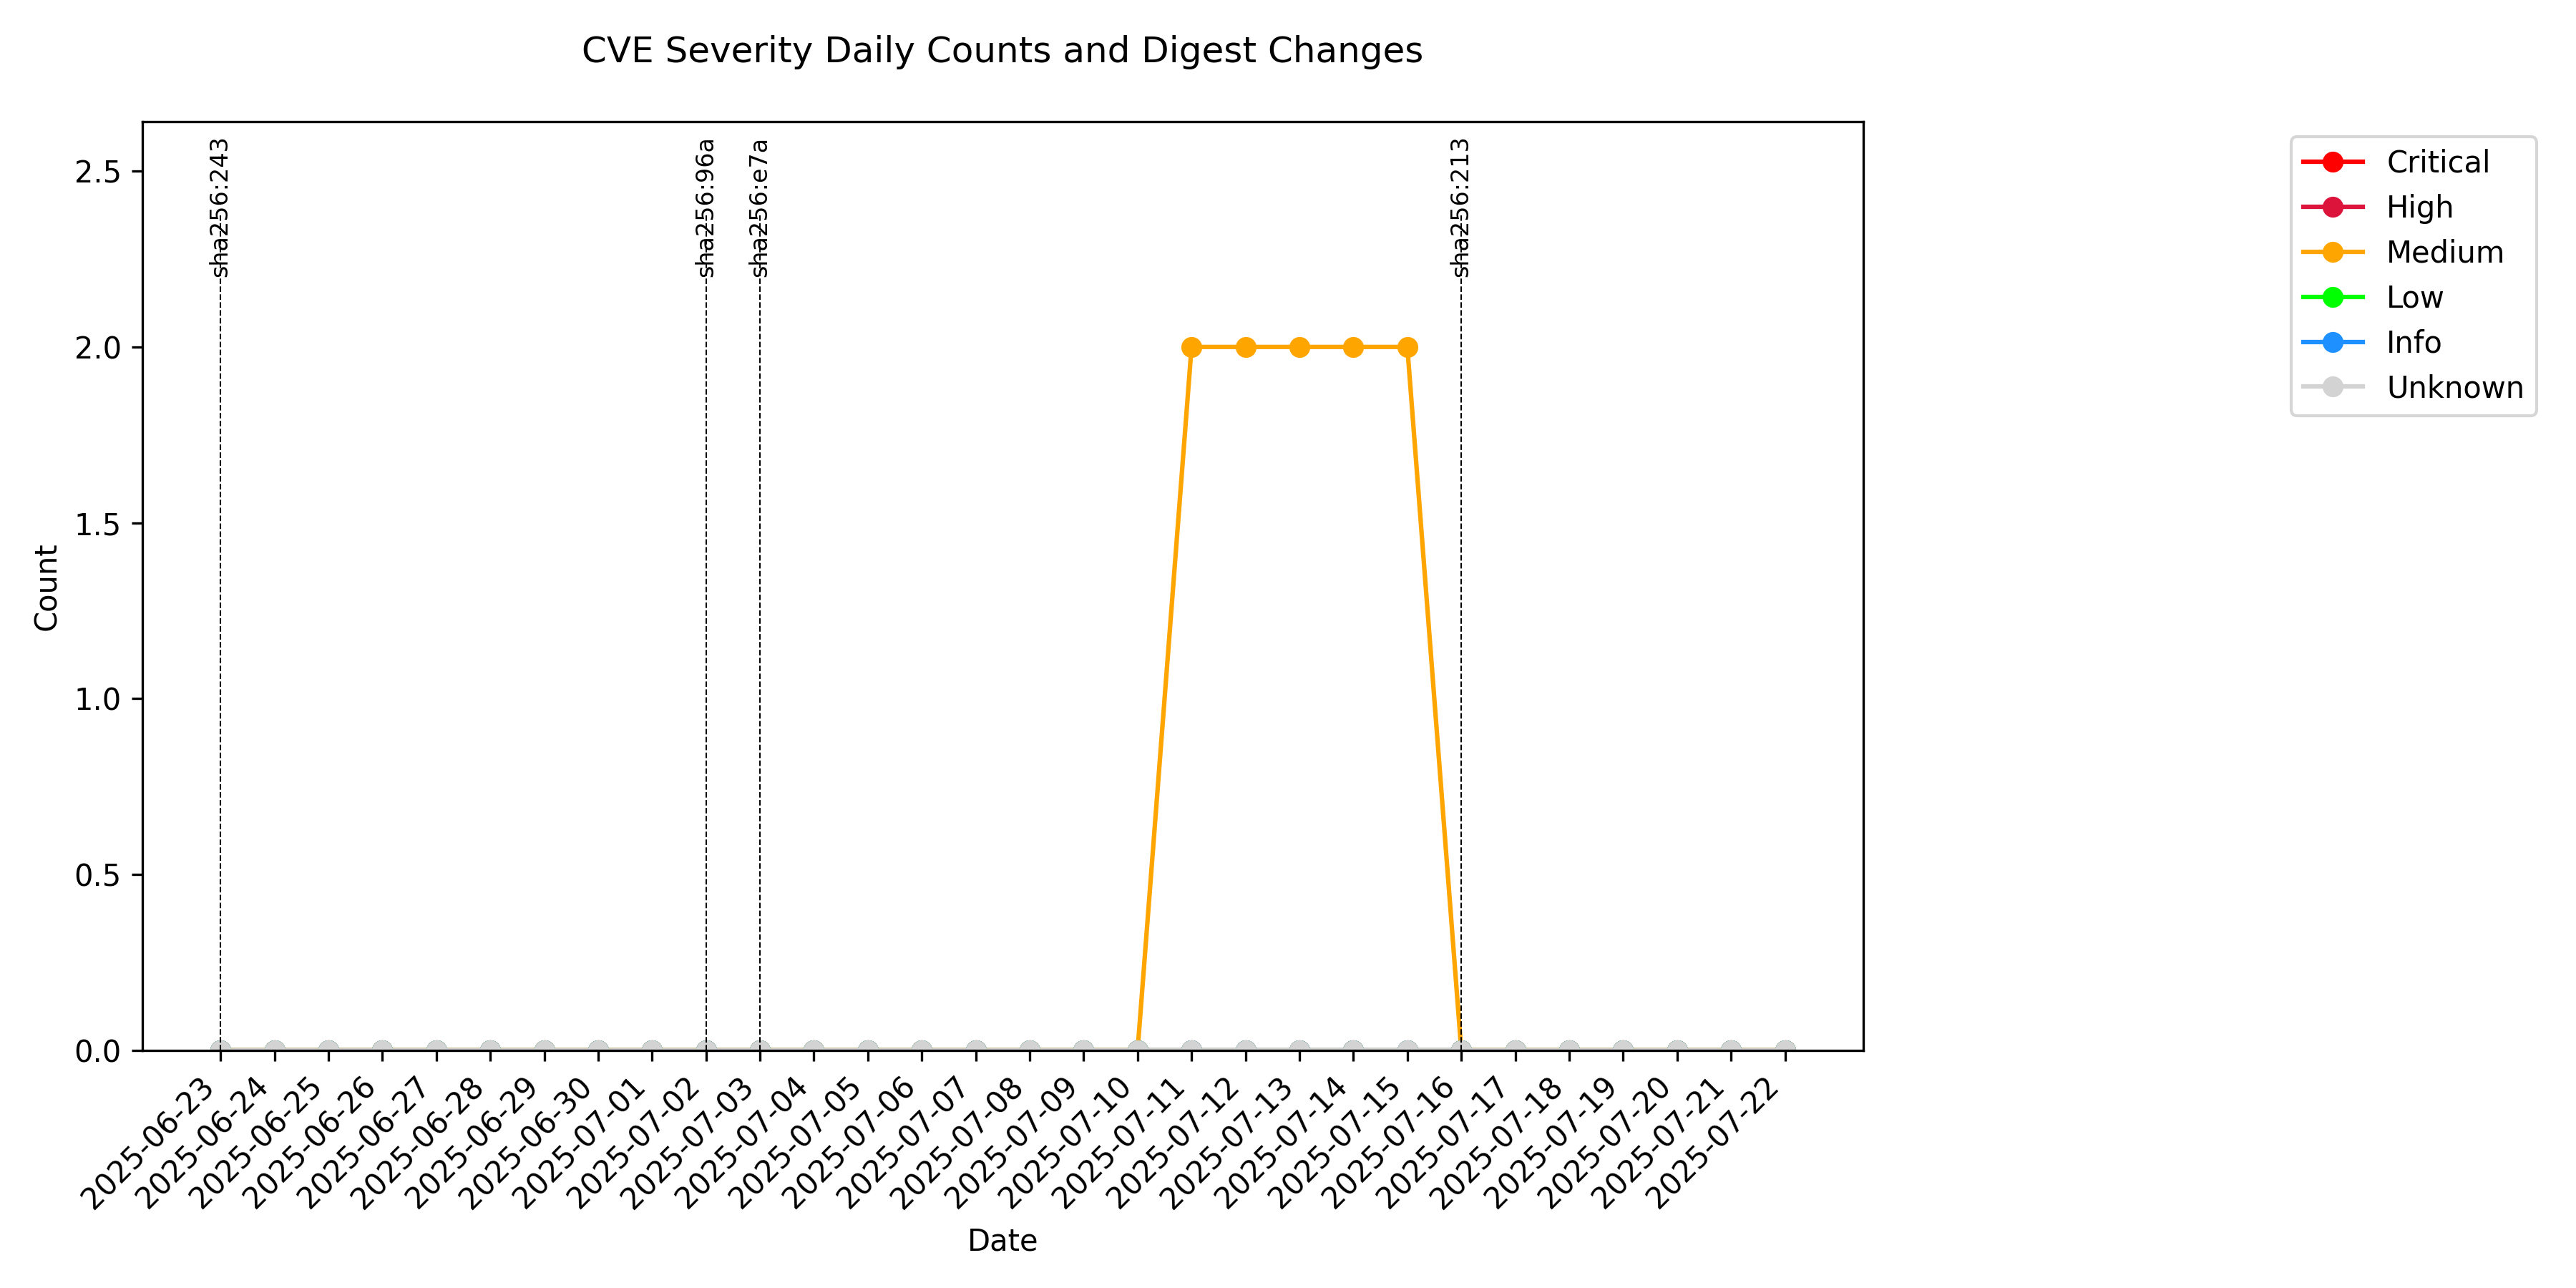 CVE Severity Daily Counts and Digest Changes
sha256:243
sha256:96a
sha256:e7a
sha256:213
Critical
High
Medium
Low
Info
Unknown
2.5
2.0
1.5
1.0
0.5
0.0
Count
2025-06-23
2025-06-24
2025-06-25
2025-06-26
2025-06-27
2025-06-28
2025-06-29
2025-06-30
2025-07-01
2025-07-02
2025-07-03
2025-07-04
2025-07-05
2025-07-06
2025-07-07
2025-07-08
2025-07-09
2025-07-10
2025-07-11
2025-07-12
2025-07-13
2025-07-14
2025-07-15
2025-07-16
2025-07-17
2025-07-18
2025-07-19
2025-07-20
2025-07-21
2025-07-22
Date